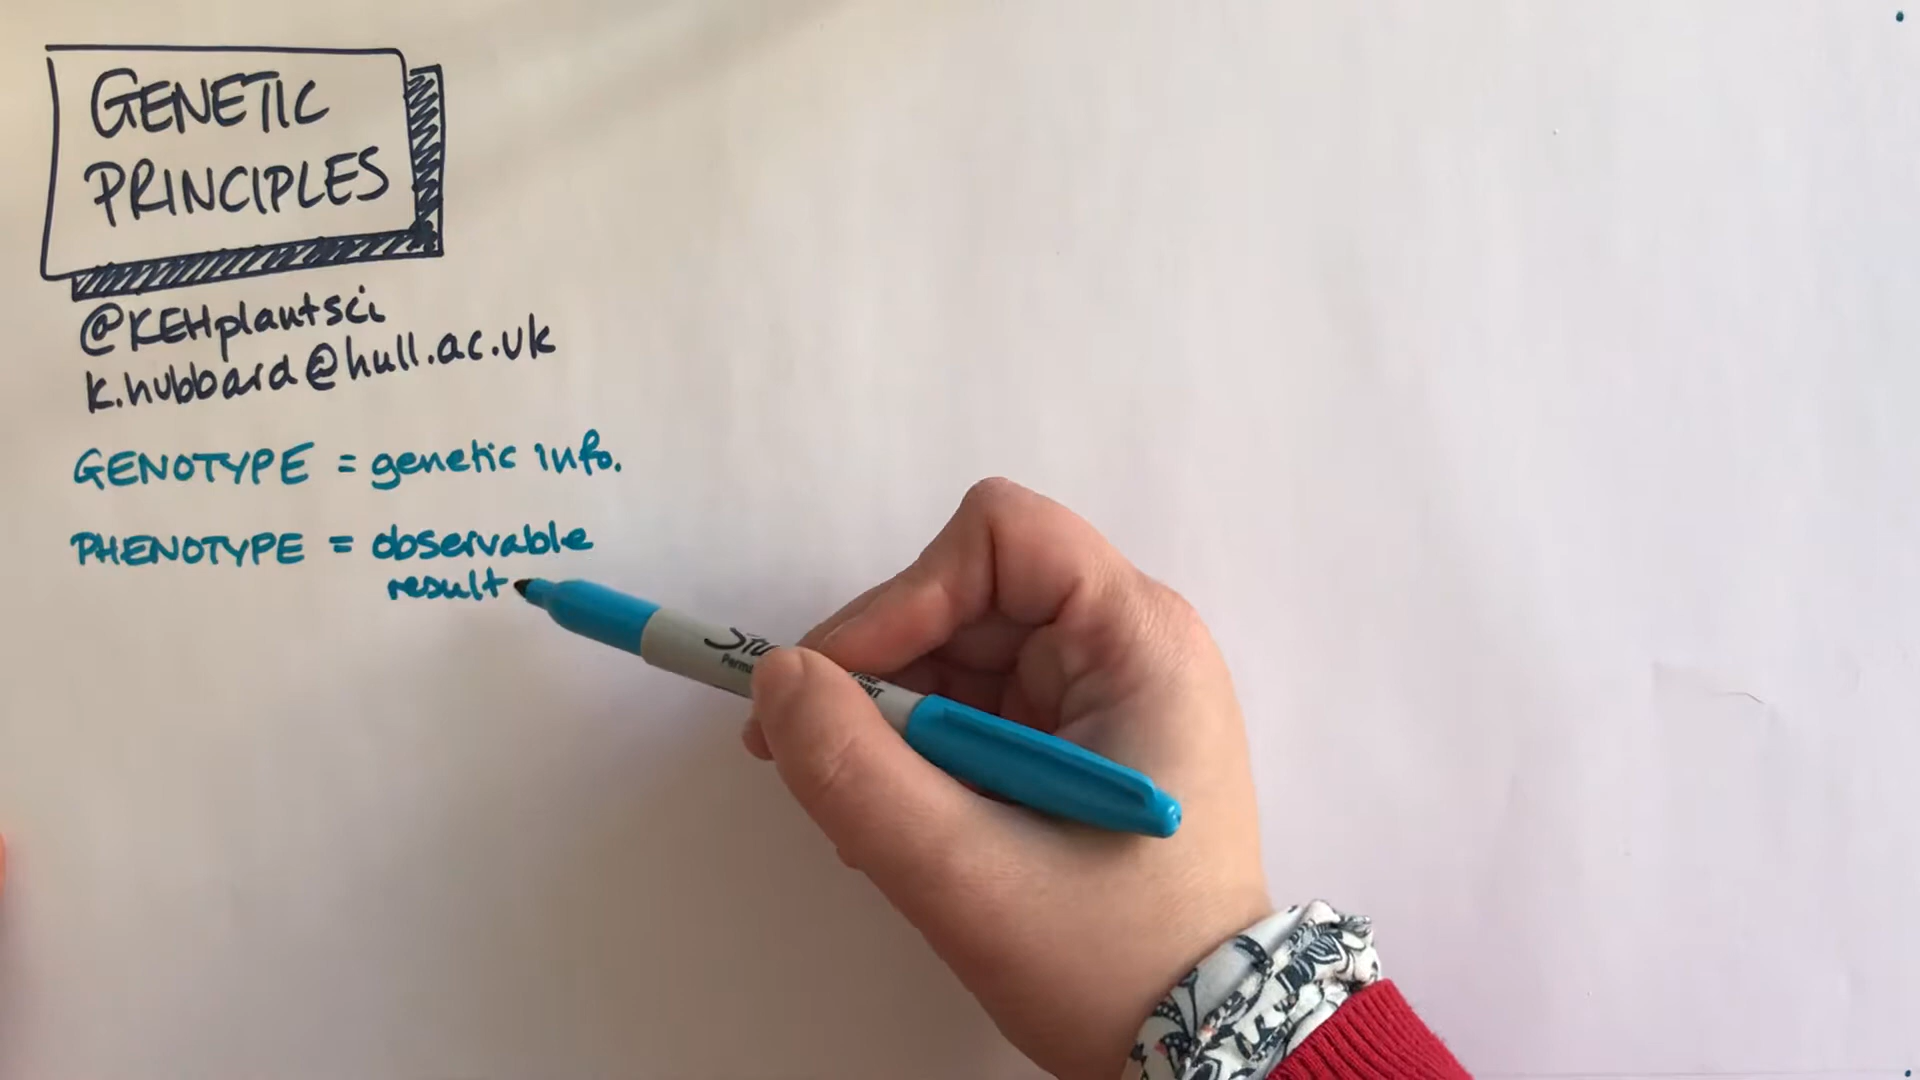 GENETIC
PRINCIPLES
@KEHplantsci
k.hubbard@hull.ac.uk
GENOTYPE = genetic info.
PHENOTYPE = observable
result